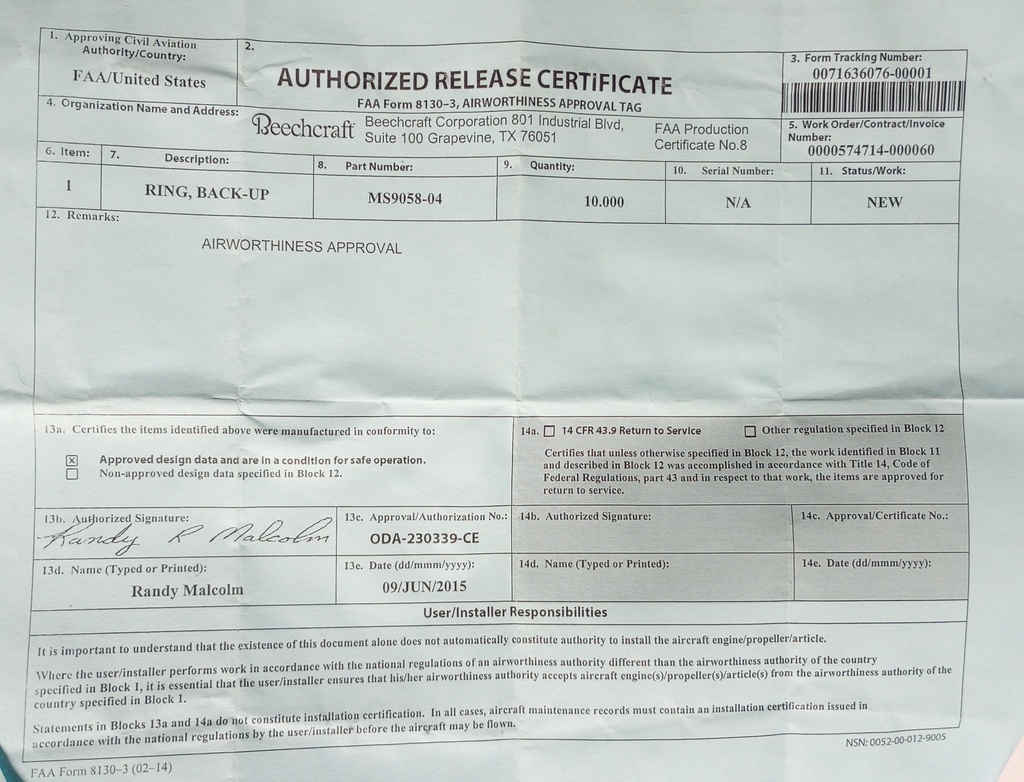 1. Approving Civil Aviation
Authority/Country:
FAA/United States
2.
AUTHORIZED RELEASE CERTIFICATE
FAA Form 8130–3, AIRWORTHINESS APPROVAL TAG
3. Form Tracking Number:
0071636076-00001
4. Organization Name and Address:
Beechcraft
Beechcraft Corporation 801 Industrial Blvd,
Suite 100 Grapevine, TX 76051
FAA Production
Certificate No.8
5. Work Order/Contract/Invoice
Number:
0000574714-000060
6. Item:
7. Description:
8. Part Number:
9. Quantity:
10. Serial Number:
11. Status/Work:
1
RING, BACK-UP
MS9058-04
10.000
N/A
NEW
12. Remarks:
AIRWORTHINESS APPROVAL
13a. Certifies the items identified above were manufactured in conformity to:
☒ Approved design data and are in a condition for safe operation.
☐ Non-approved design data specified in Block 12.
14a. ☐ 14 CFR 43.9 Return to Service ☐ Other regulation specified in Block 12
Certifies that unless otherwise specified in Block 12, the work identified in Block 11
and described in Block 12 was accomplished in accordance with Title 14, Code of
Federal Regulations, part 43 and in respect to that work, the items are approved for
return to service.
13b. Authorized Signature:
Randy R Malcolm
13c. Approval/Authorization No.:
ODA-230339-CE
14b. Authorized Signature:
14c. Approval/Certificate No.:
13d. Name (Typed or Printed):
Randy Malcolm
13e. Date (dd/mmm/yyyy):
09/JUN/2015
14d. Name (Typed or Printed):
14e. Date (dd/mmm/yyyy):
User/Installer Responsibilities
It is important to understand that the existence of this document alone does not automatically constitute authority to install the aircraft engine/propeller/article.
Where the user/installer performs work in accordance with the national regulations of an airworthiness authority different than the airworthiness authority of the country
specified in Block 1, it is essential that the user/installer ensures that his/her airworthiness authority accepts aircraft engine(s)/propeller(s)/article(s) from the airworthiness authority of the
country specified in Block 1.
Statements in Blocks 13a and 14a do not constitute installation certification. In all cases, aircraft maintenance records must contain an installation certification issued in
accordance with the national regulations by the user/installer before the aircraft may be flown.
FAA Form 8130–3 (02–14)
NSN: 0052-00-012-9005